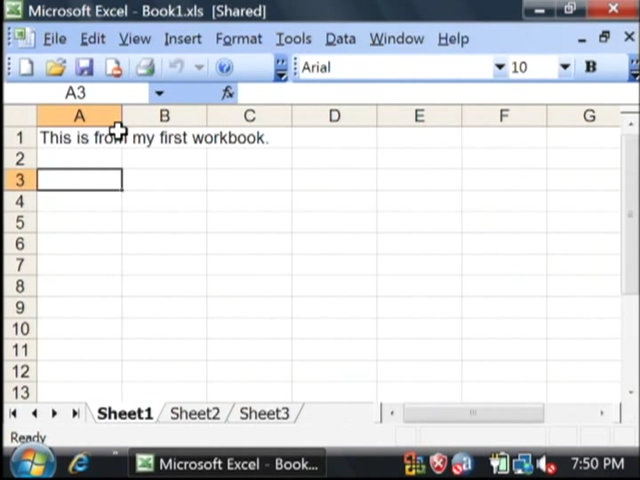 Microsoft Excel - Book1.xls [Shared]
File Edit View Insert Format Tools Data Window Help
Arial 10 B
A3 fx
A B C D E F G
1 This is from my first workbook.
2
3
4
5
6
7
8
9
10
11
12
13
Sheet1 Sheet2 Sheet3
Ready
Microsoft Excel - Book... 7:50 PM